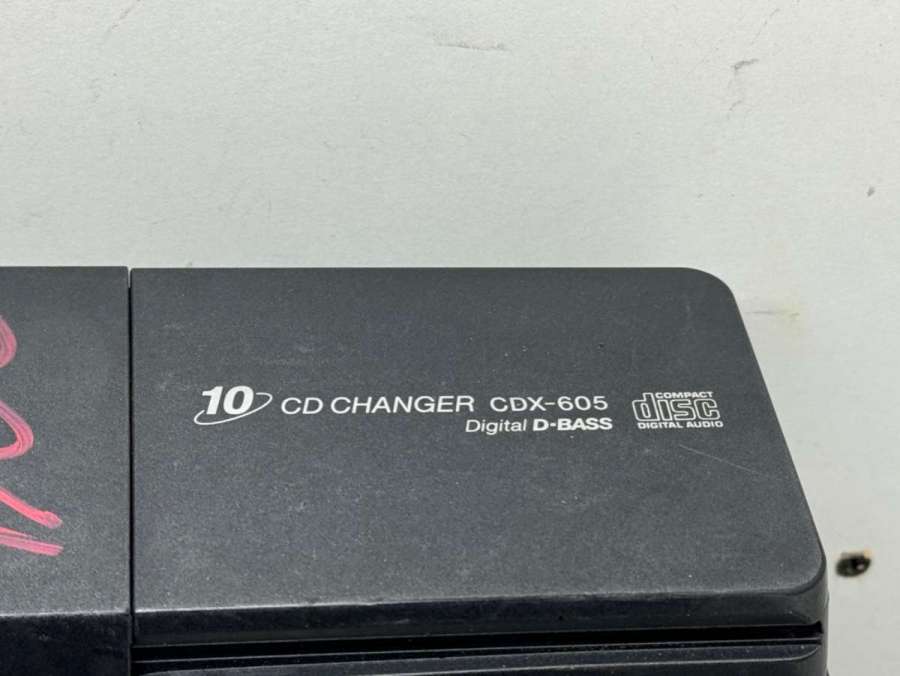 10 CD CHANGER CDX-605
Digital D-BASS
COMPACT
disc
DIGITAL AUDIO